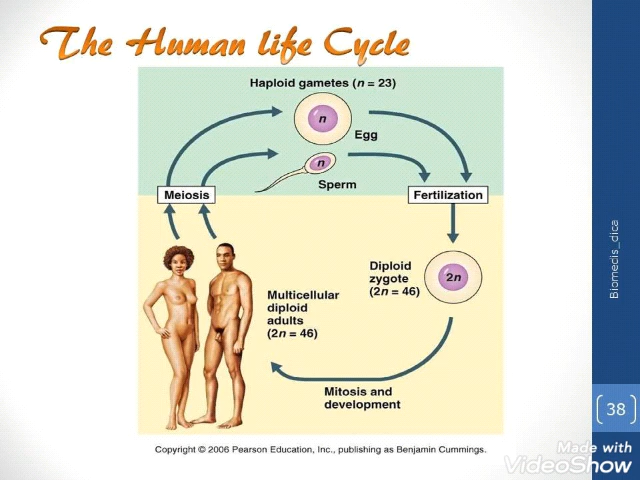 The Human life Cycle
Haploid gametes (n = 23)
n
Egg
n
Sperm
Meiosis
Fertilization
Diploid
zygote
(2n = 46)
2n
Multicellular
diploid
adults
(2n = 46)
Mitosis and
development
Copyright © 2006 Pearson Education, Inc., publishing as Benjamin Cummings.
Biomedis_dica
38
Made with
VideoShow